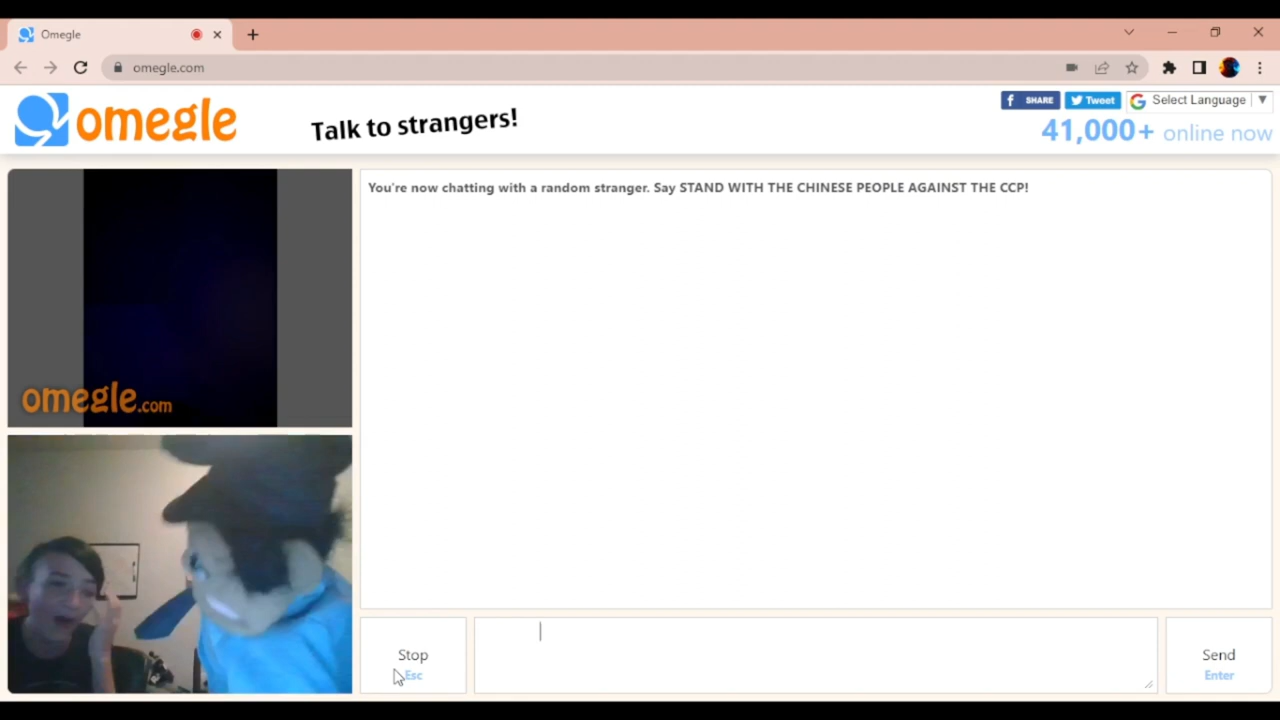 Omegle
omegle.com
omegle
Talk to strangers!
SHARE
Tweet
Select Language
41,000+ online now
You're now chatting with a random stranger. Say STAND WITH THE CHINESE PEOPLE AGAINST THE CCP!
omegle.com
Stop
Esc
Send
Enter